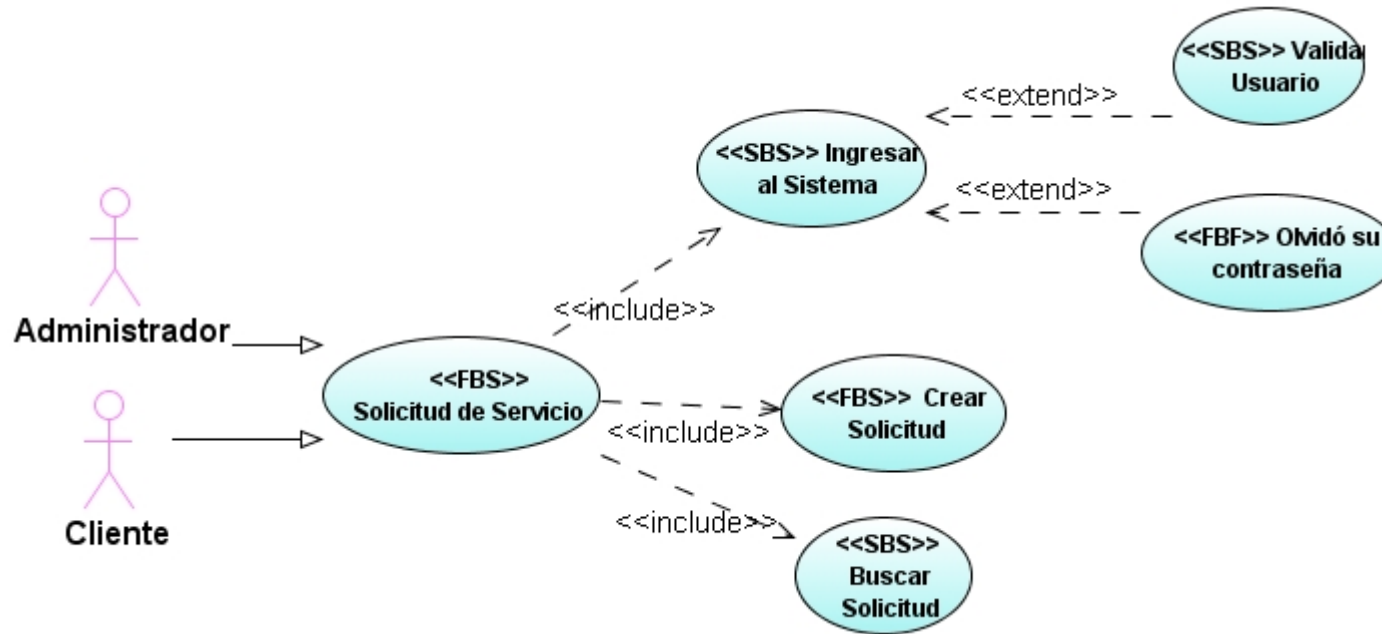 <<SBS>> Valida
Usuario
<<extend>>
<<SBS>> Ingresar
al Sistema
<<extend>>
<<FBF>> Olvidó su
contraseña
<<include>>
Administrador
<<FBS>>
Solicitud de Servicio
<<FBS>> Crear
Solicitud
<<include>>
Cliente
<<include>>
<<SBS>>
Buscar
Solicitud